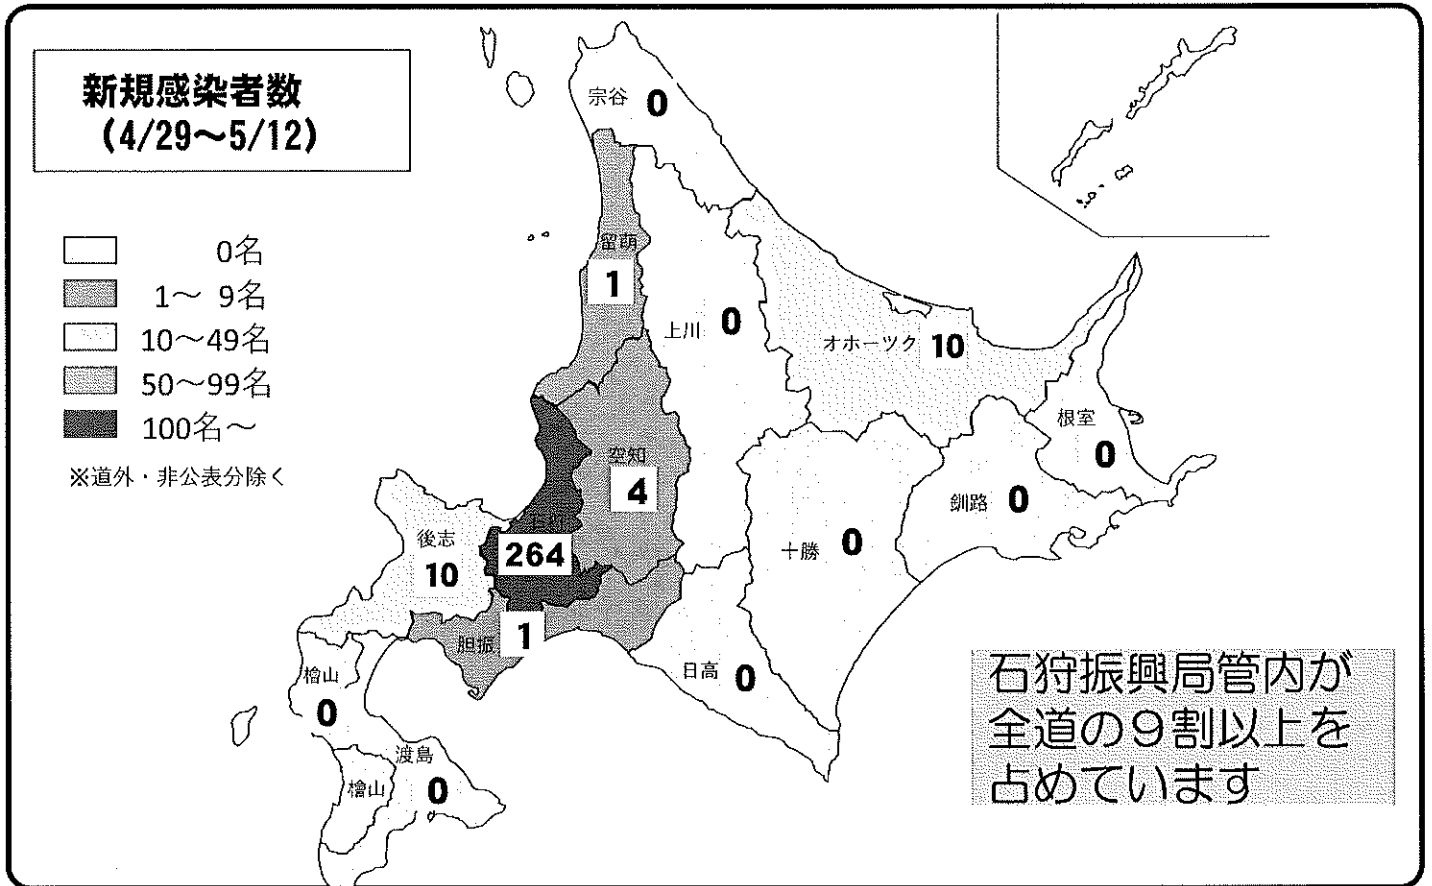 新規感染者数
(4/29～5/12)
0名
1～ 9名
10～49名
50～99名
100名～
※道外・非公表分除く
宗谷 0
留萌
1
上川 0
オホーツク 10
根室
0
釧路 0
空知
4
264
後志
10
十勝 0
胆振 1
日高 0
檜山
0
渡島
檜山 0
石狩振興局管内が
全道の9割以上を
占めています